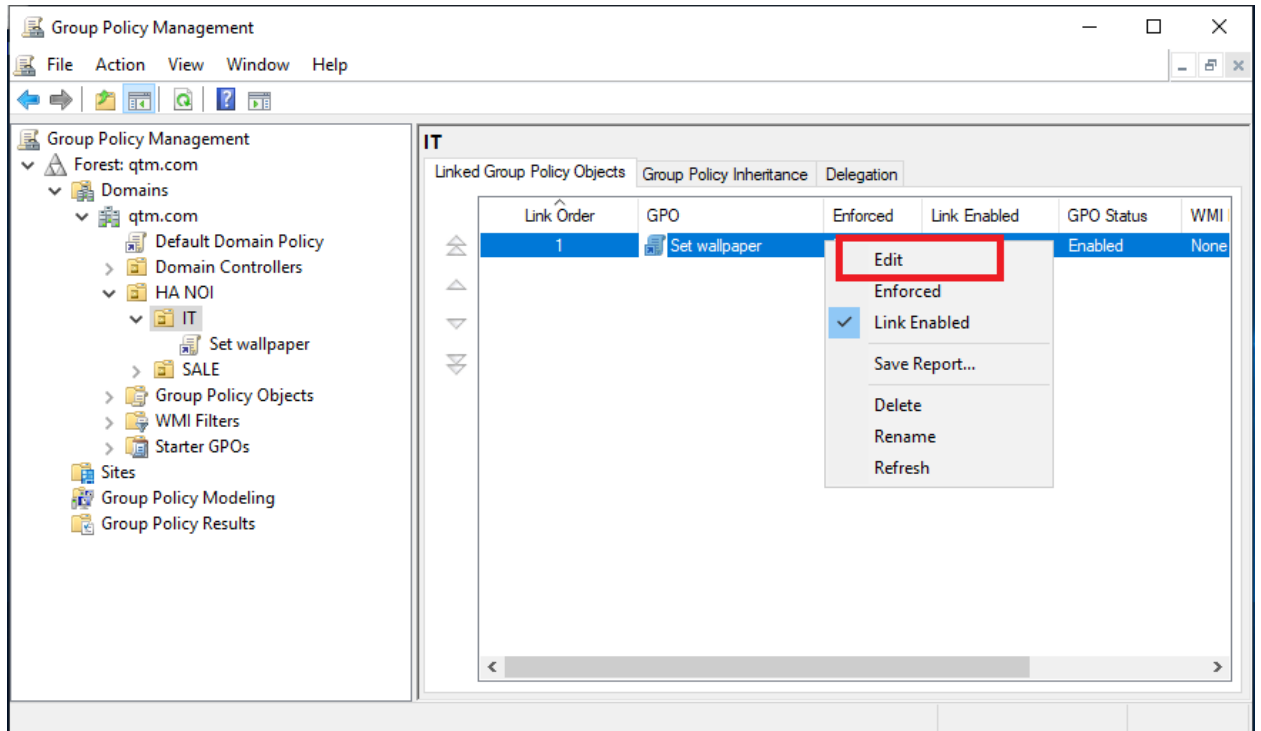 Group Policy Management
File Action View Window Help
Group Policy Management
Forest: qtm.com
Domains
qtm.com
Default Domain Policy
Domain Controllers
HA NOI
IT
Set wallpaper
SALE
Group Policy Objects
WMI Filters
Starter GPOs
Sites
Group Policy Modeling
Group Policy Results
IT
Linked Group Policy Objects Group Policy Inheritance Delegation
Link Order GPO Enforced Link Enabled GPO Status WMI
1 Set wallpaper Enabled None
Edit
Enforced
Link Enabled
Save Report...
Delete
Rename
Refresh